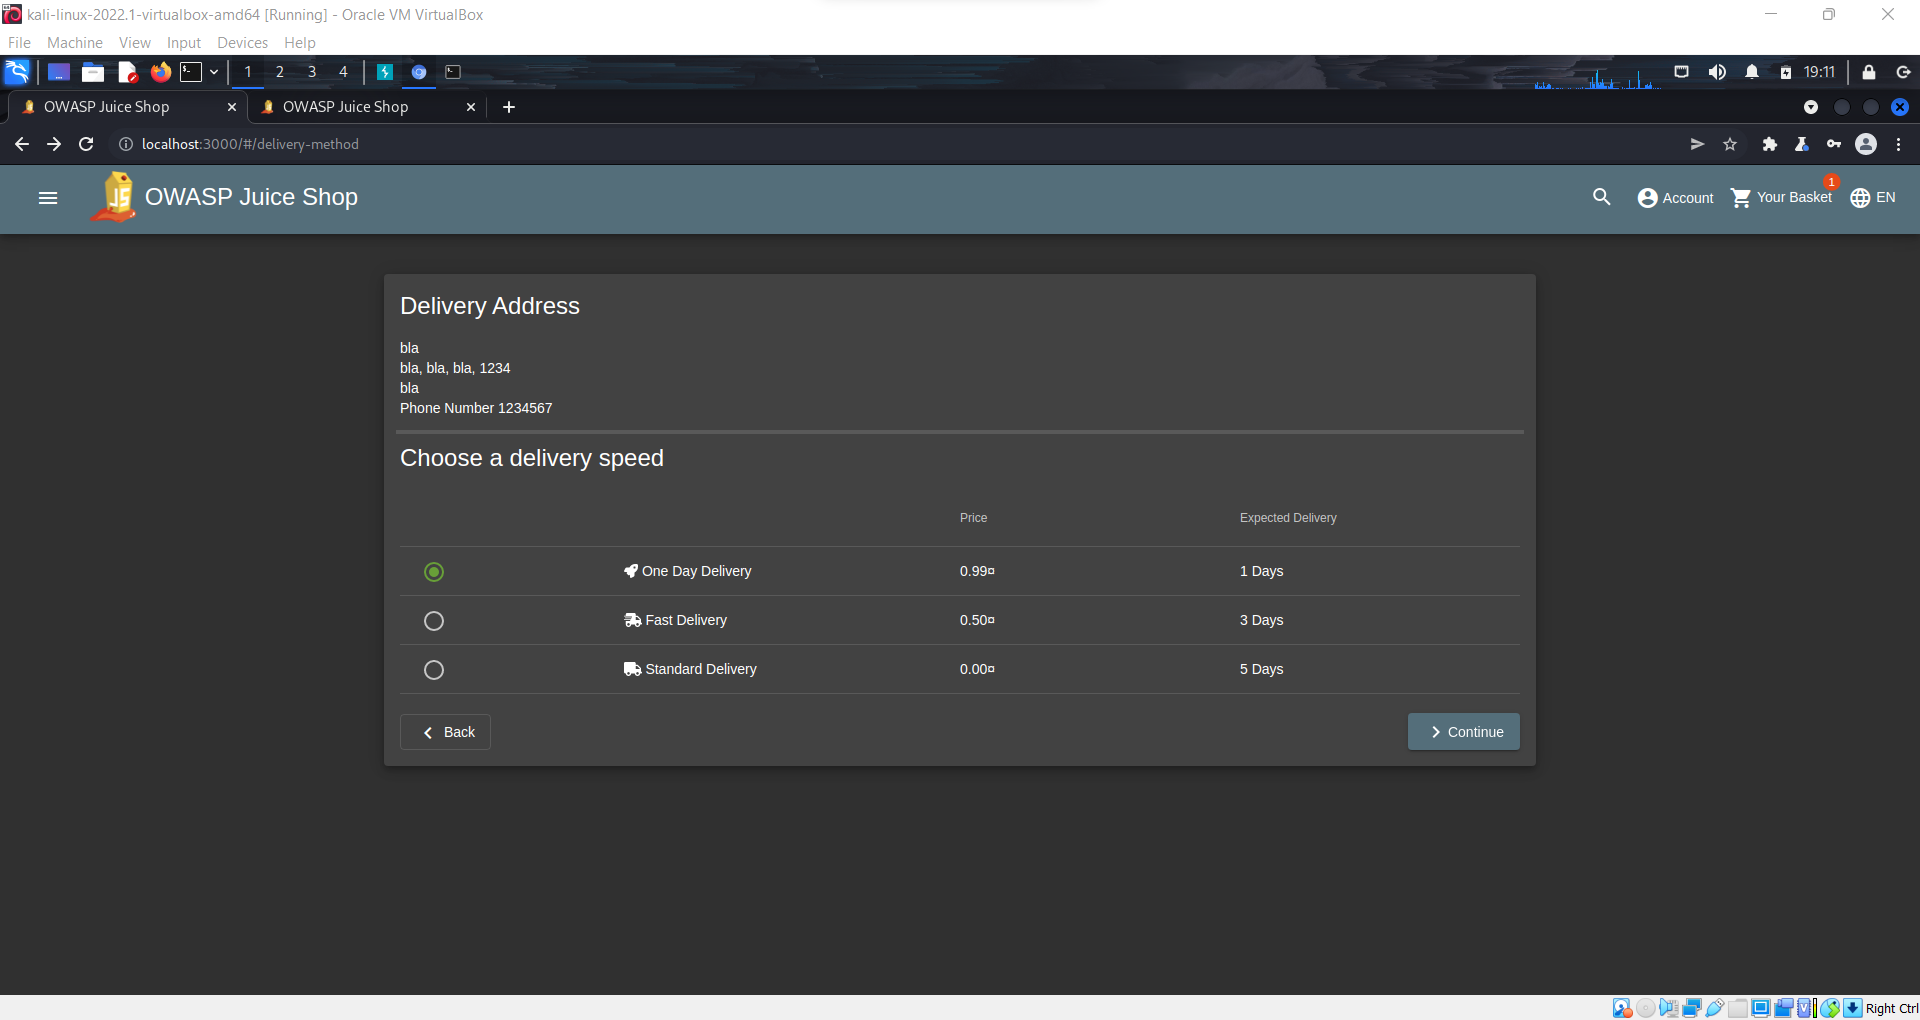 kali-linux-2022.1-virtualbox-amd64 [Running] - Oracle VM VirtualBox
File Machine View Input Devices Help
1 2 3 4 19:11
OWASP Juice Shop OWASP Juice Shop
localhost:3000/#/delivery-method
OWASP Juice Shop Account Your Basket 1 EN
Delivery Address
bla
bla, bla, bla, 1234
bla
Phone Number 1234567
Choose a delivery speed
Price Expected Delivery
One Day Delivery 0.99¤ 1 Days
Fast Delivery 0.50¤ 3 Days
Standard Delivery 0.00¤ 5 Days
Back Continue
Right Ctrl